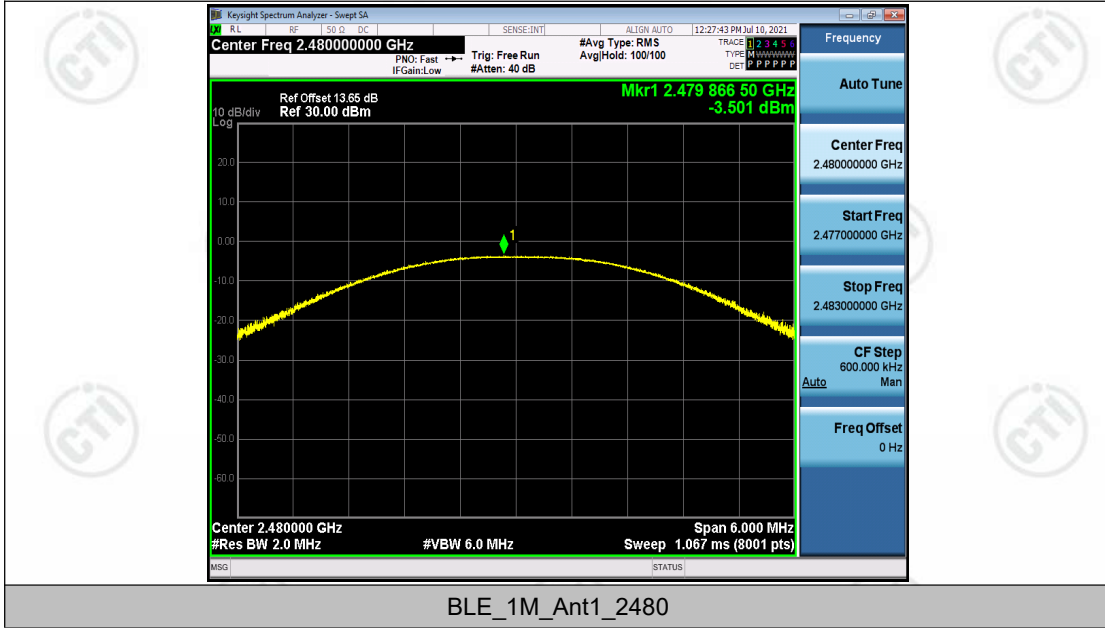 Keysight Spectrum Analyzer - Swept SA
LXI RL RF 50 Ω DC SENSE:INT ALIGN AUTO 12:27:43 PM Jul 10, 2021
Center Freq 2.480000000 GHz
PNO: Fast
IFGain:Low
Trig: Free Run
#Atten: 40 dB
#Avg Type: RMS
Avg|Hold: 100/100
TRACE 1 2 3 4 5 6
TYPE M WWWWW
DET P P P P P P
Frequency
Mkr1 2.479 866 50 GHz
-3.501 dBm
Ref Offset 13.65 dB
10 dB/div Ref 30.00 dBm
Log
20.0
10.0
0.00
-10.0
-20.0
-30.0
-40.0
-50.0
-60.0
1
Center 2.480000 GHz Span 6.000 MHz
#Res BW 2.0 MHz #VBW 6.0 MHz Sweep 1.067 ms (8001 pts)
MSG STATUS
Auto Tune
Center Freq
2.480000000 GHz
Start Freq
2.477000000 GHz
Stop Freq
2.483000000 GHz
CF Step
600.000 kHz
Auto Man
Freq Offset
0 Hz
BLE_1M_Ant1_2480
CTI
CTI
CTI
CTI